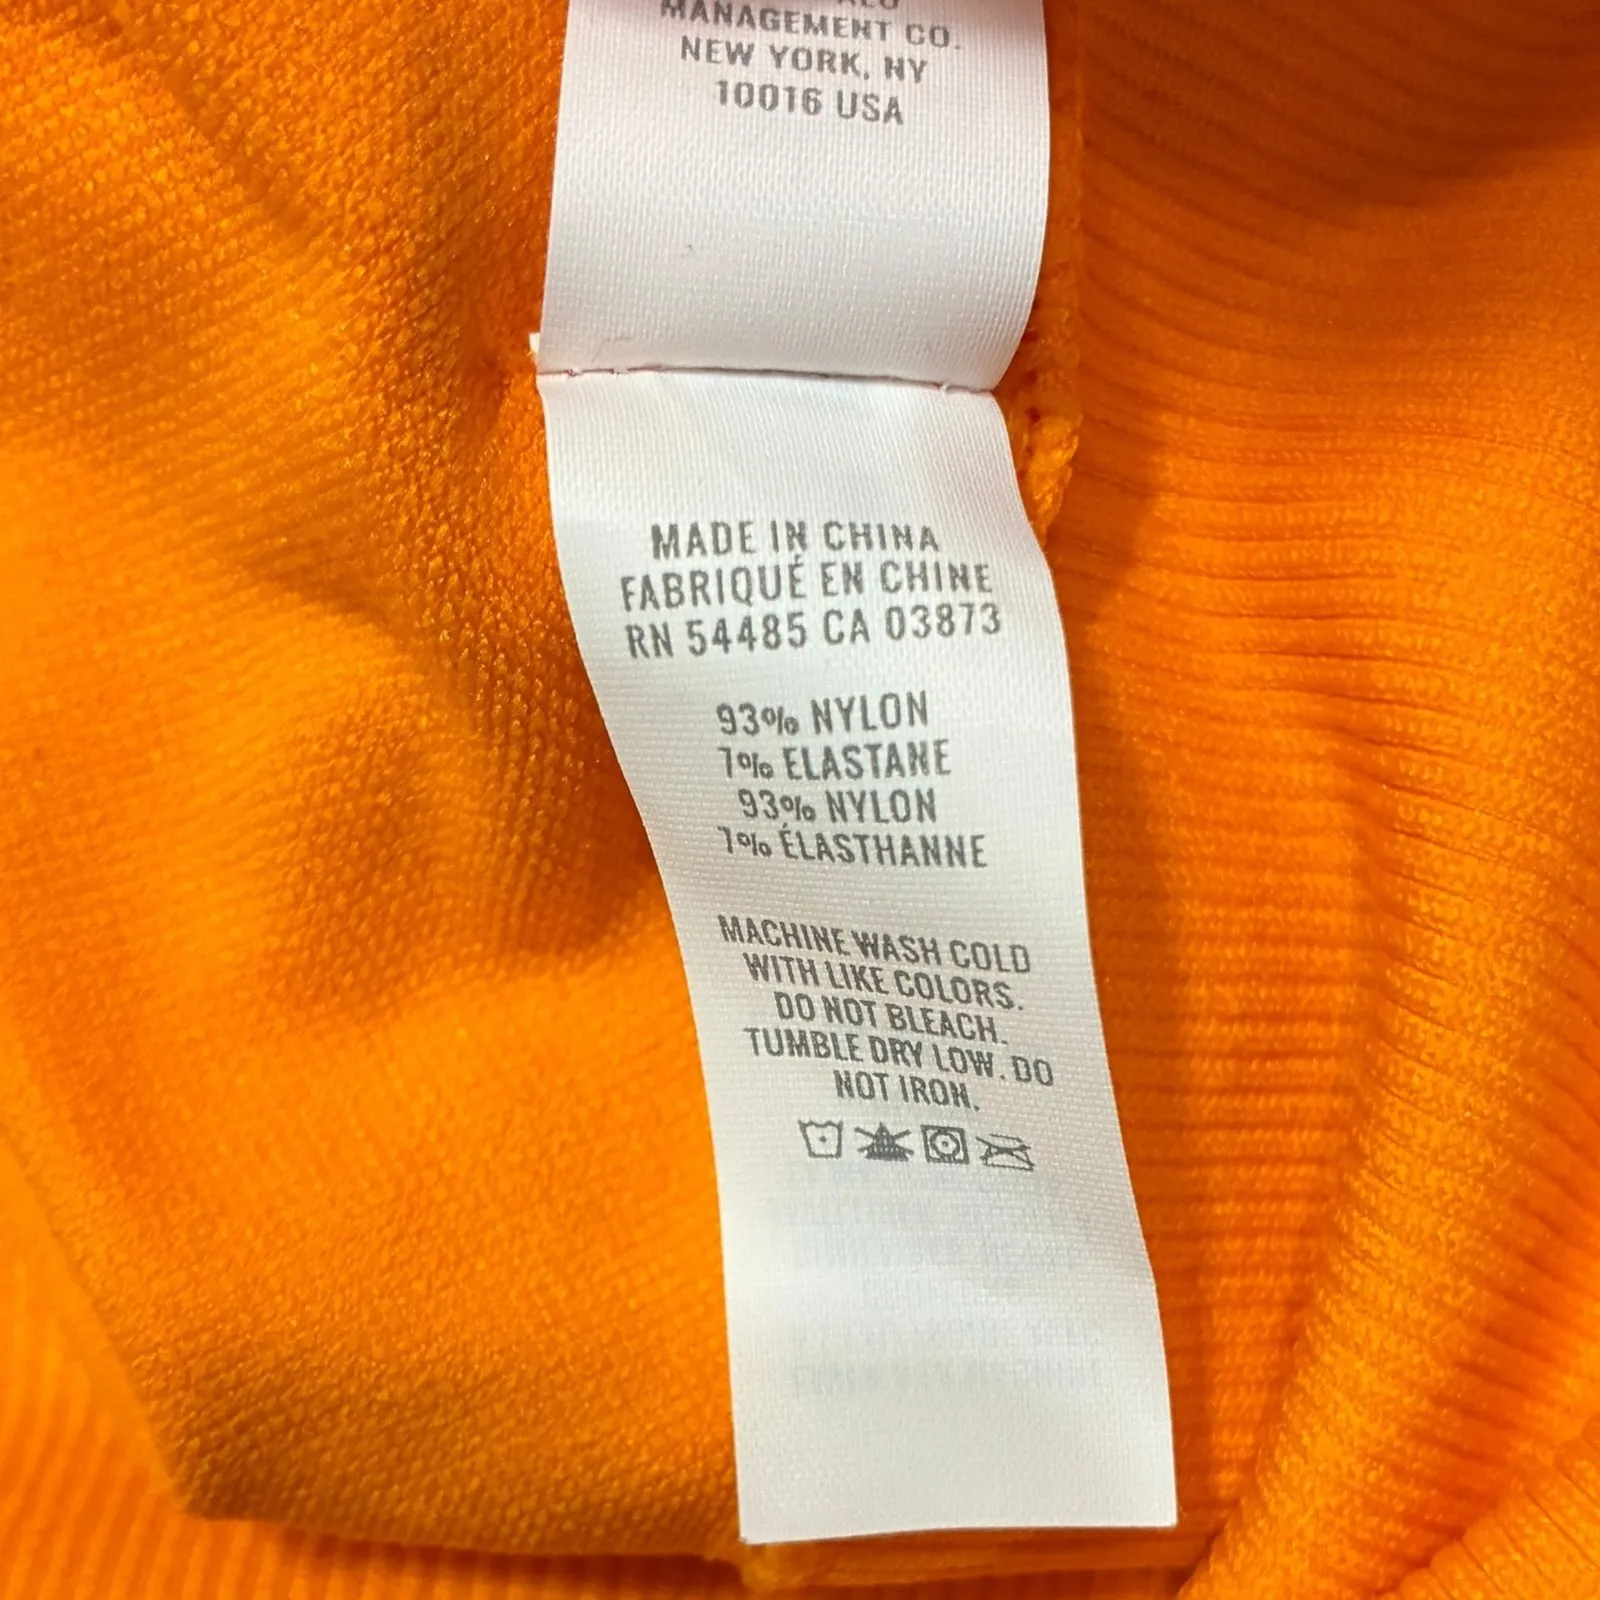 MANAGEMENT CO.
NEW YORK, NY
10016 USA
MADE IN CHINA
FABRIQUÉ EN CHINE
RN 54485 CA 03873
93% NYLON
7% ELASTANE
93% NYLON
7% ÉLASTHANNE
MACHINE WASH COLD
WITH LIKE COLORS.
DO NOT BLEACH.
TUMBLE DRY LOW. DO
NOT IRON.